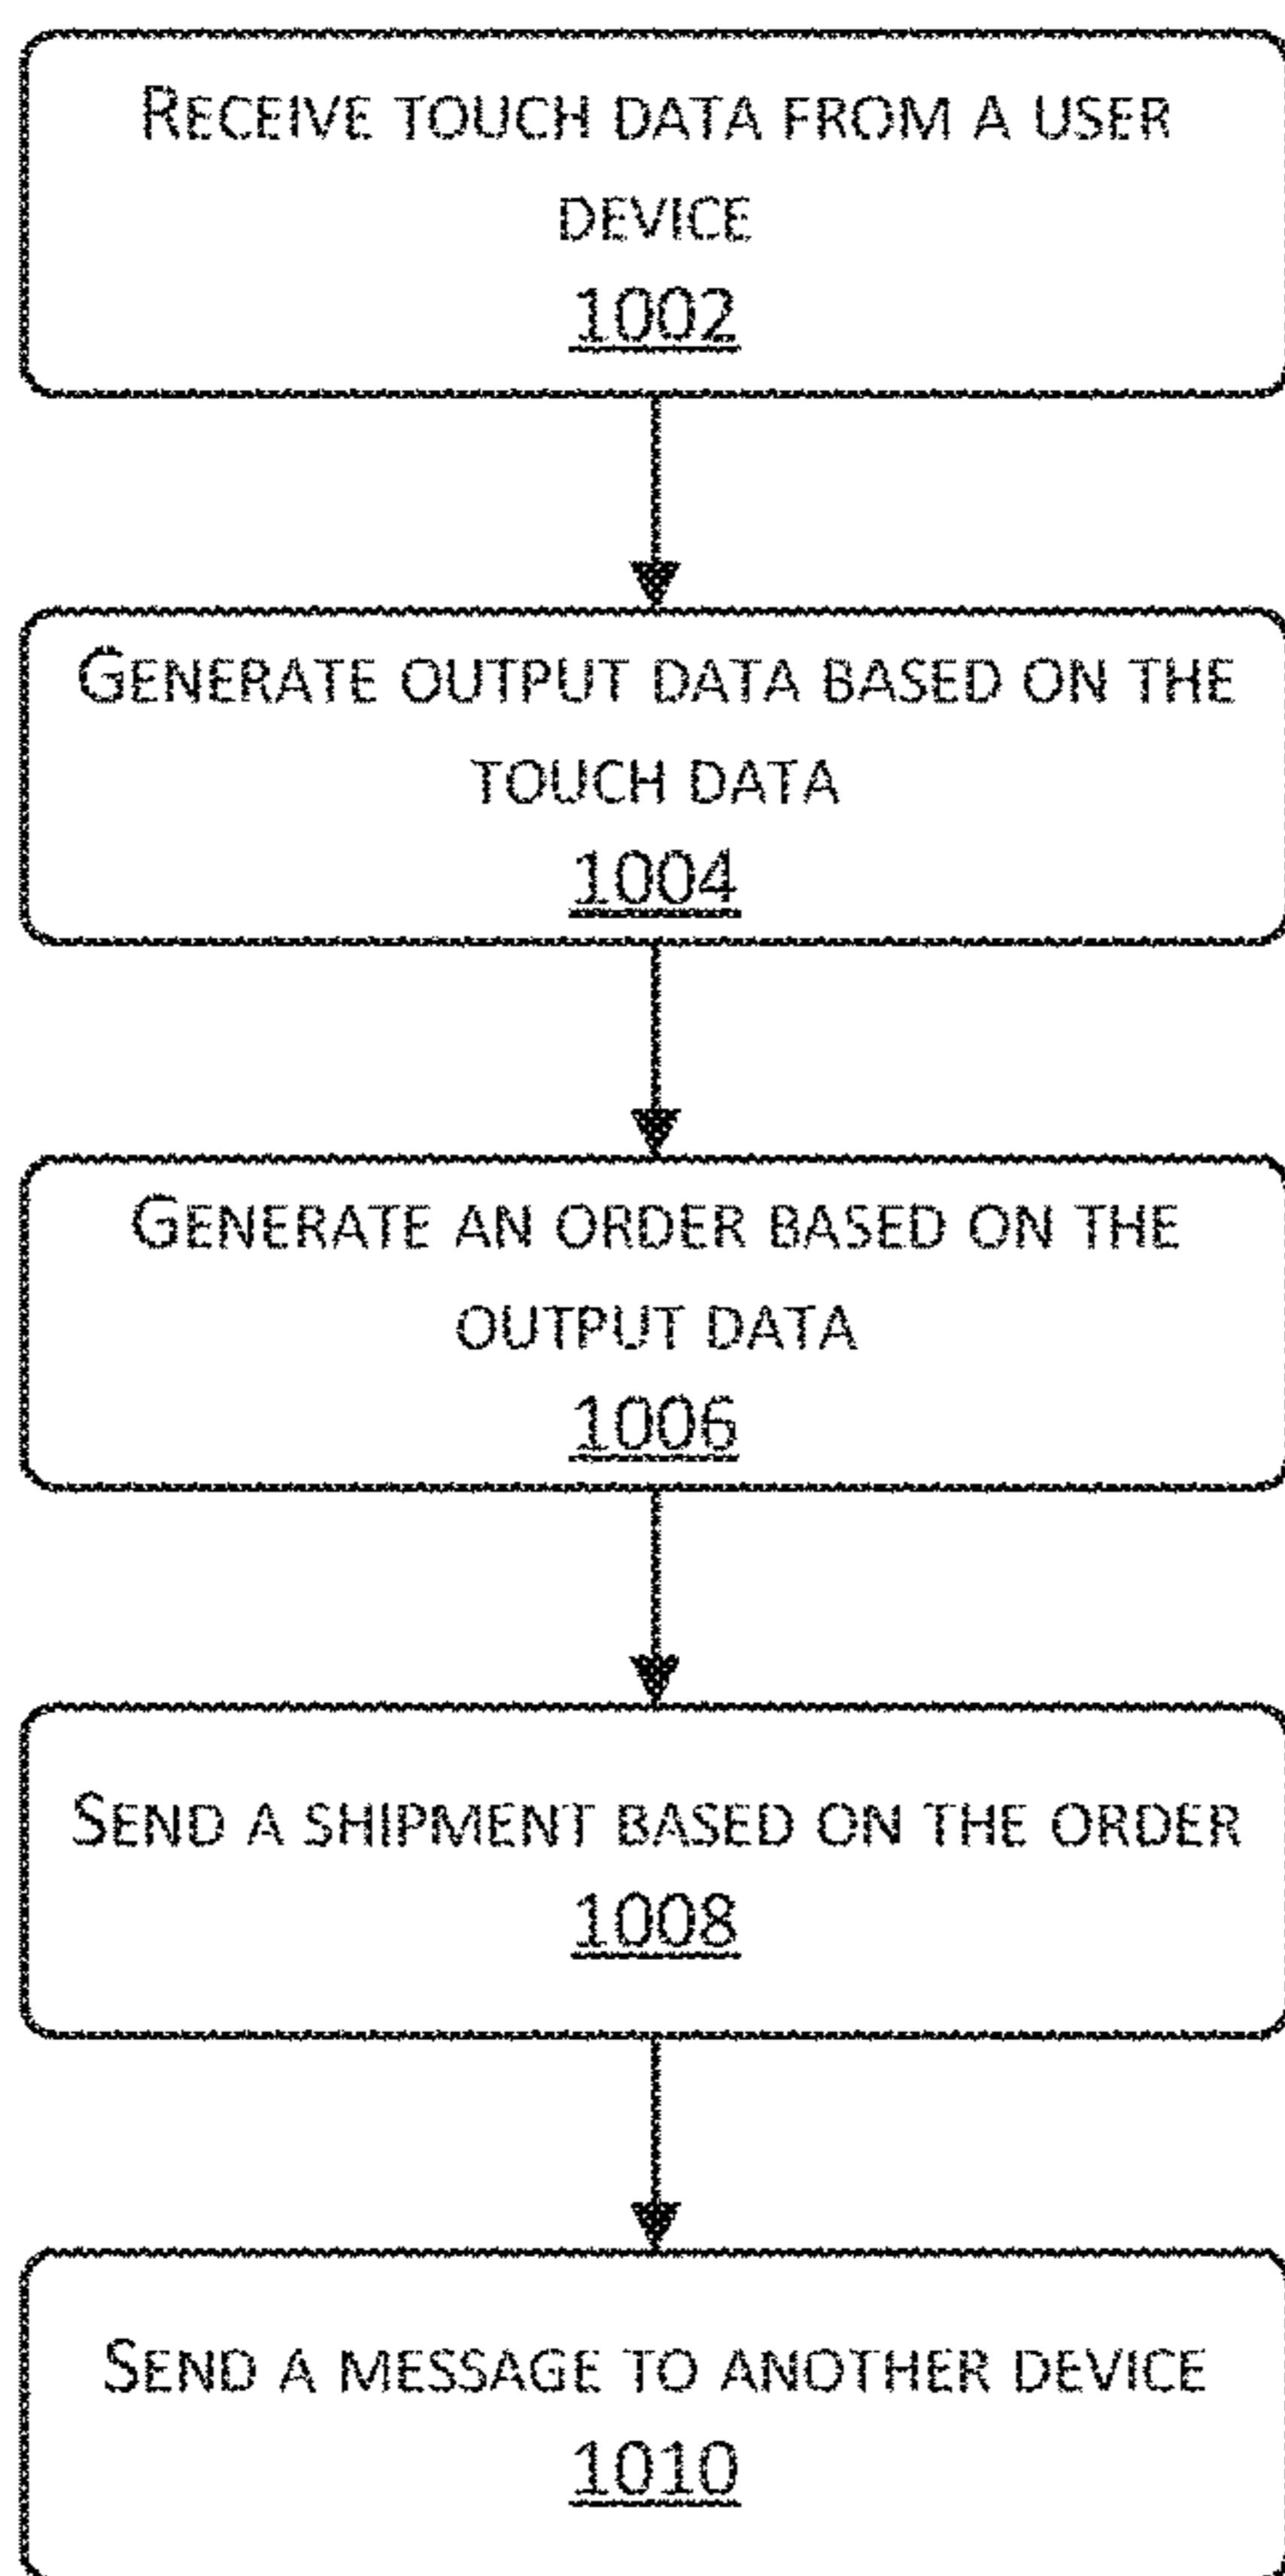 RECEIVE TOUCH DATA FROM A USER
DEVICE
1002
GENERATE OUTPUT DATA BASED ON THE
TOUCH DATA
1004
GENERATE AN ORDER BASED ON THE
OUTPUT DATA
1006
SEND A SHIPMENT BASED ON THE ORDER
1008
SEND A MESSAGE TO ANOTHER DEVICE
1010